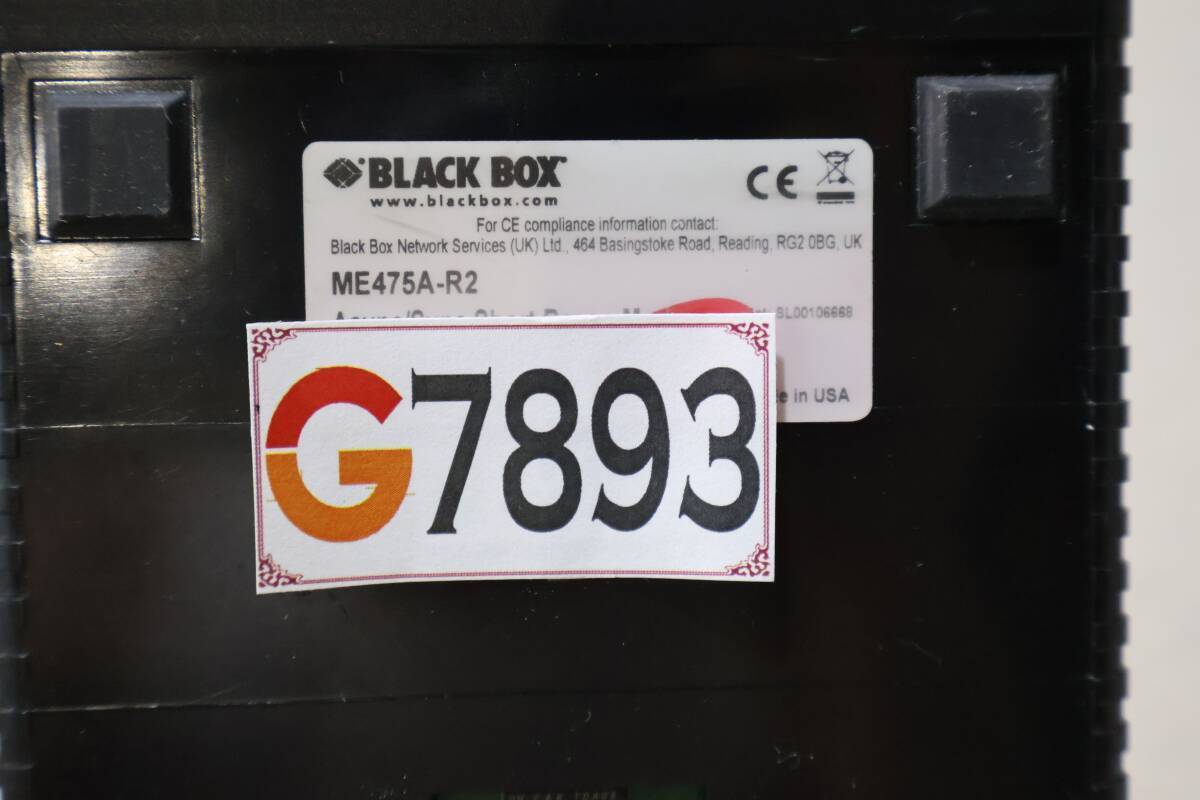 BLACK BOX
www.blackbox.com
CE
For CE compliance information contact:
Black Box Network Services (UK) Ltd., 464 Basingstoke Road, Reading, RG2 0BG, UK
ME475A-R2
SL00106668
in USA
G7893